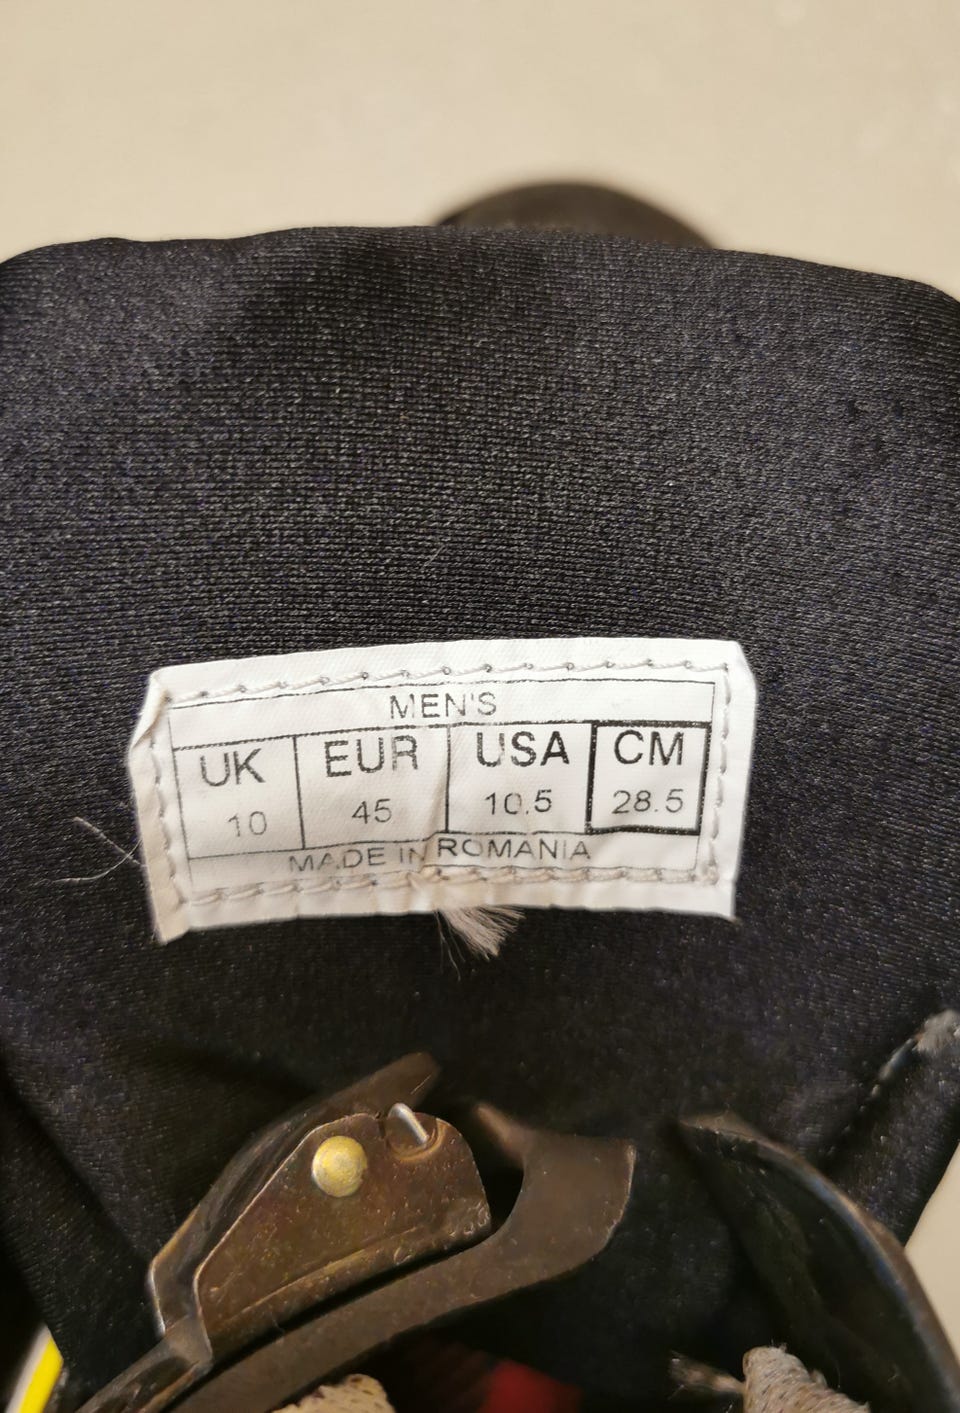 MEN'S
UK EUR USA CM
10 45 10.5 28.5
MADE IN ROMANIA